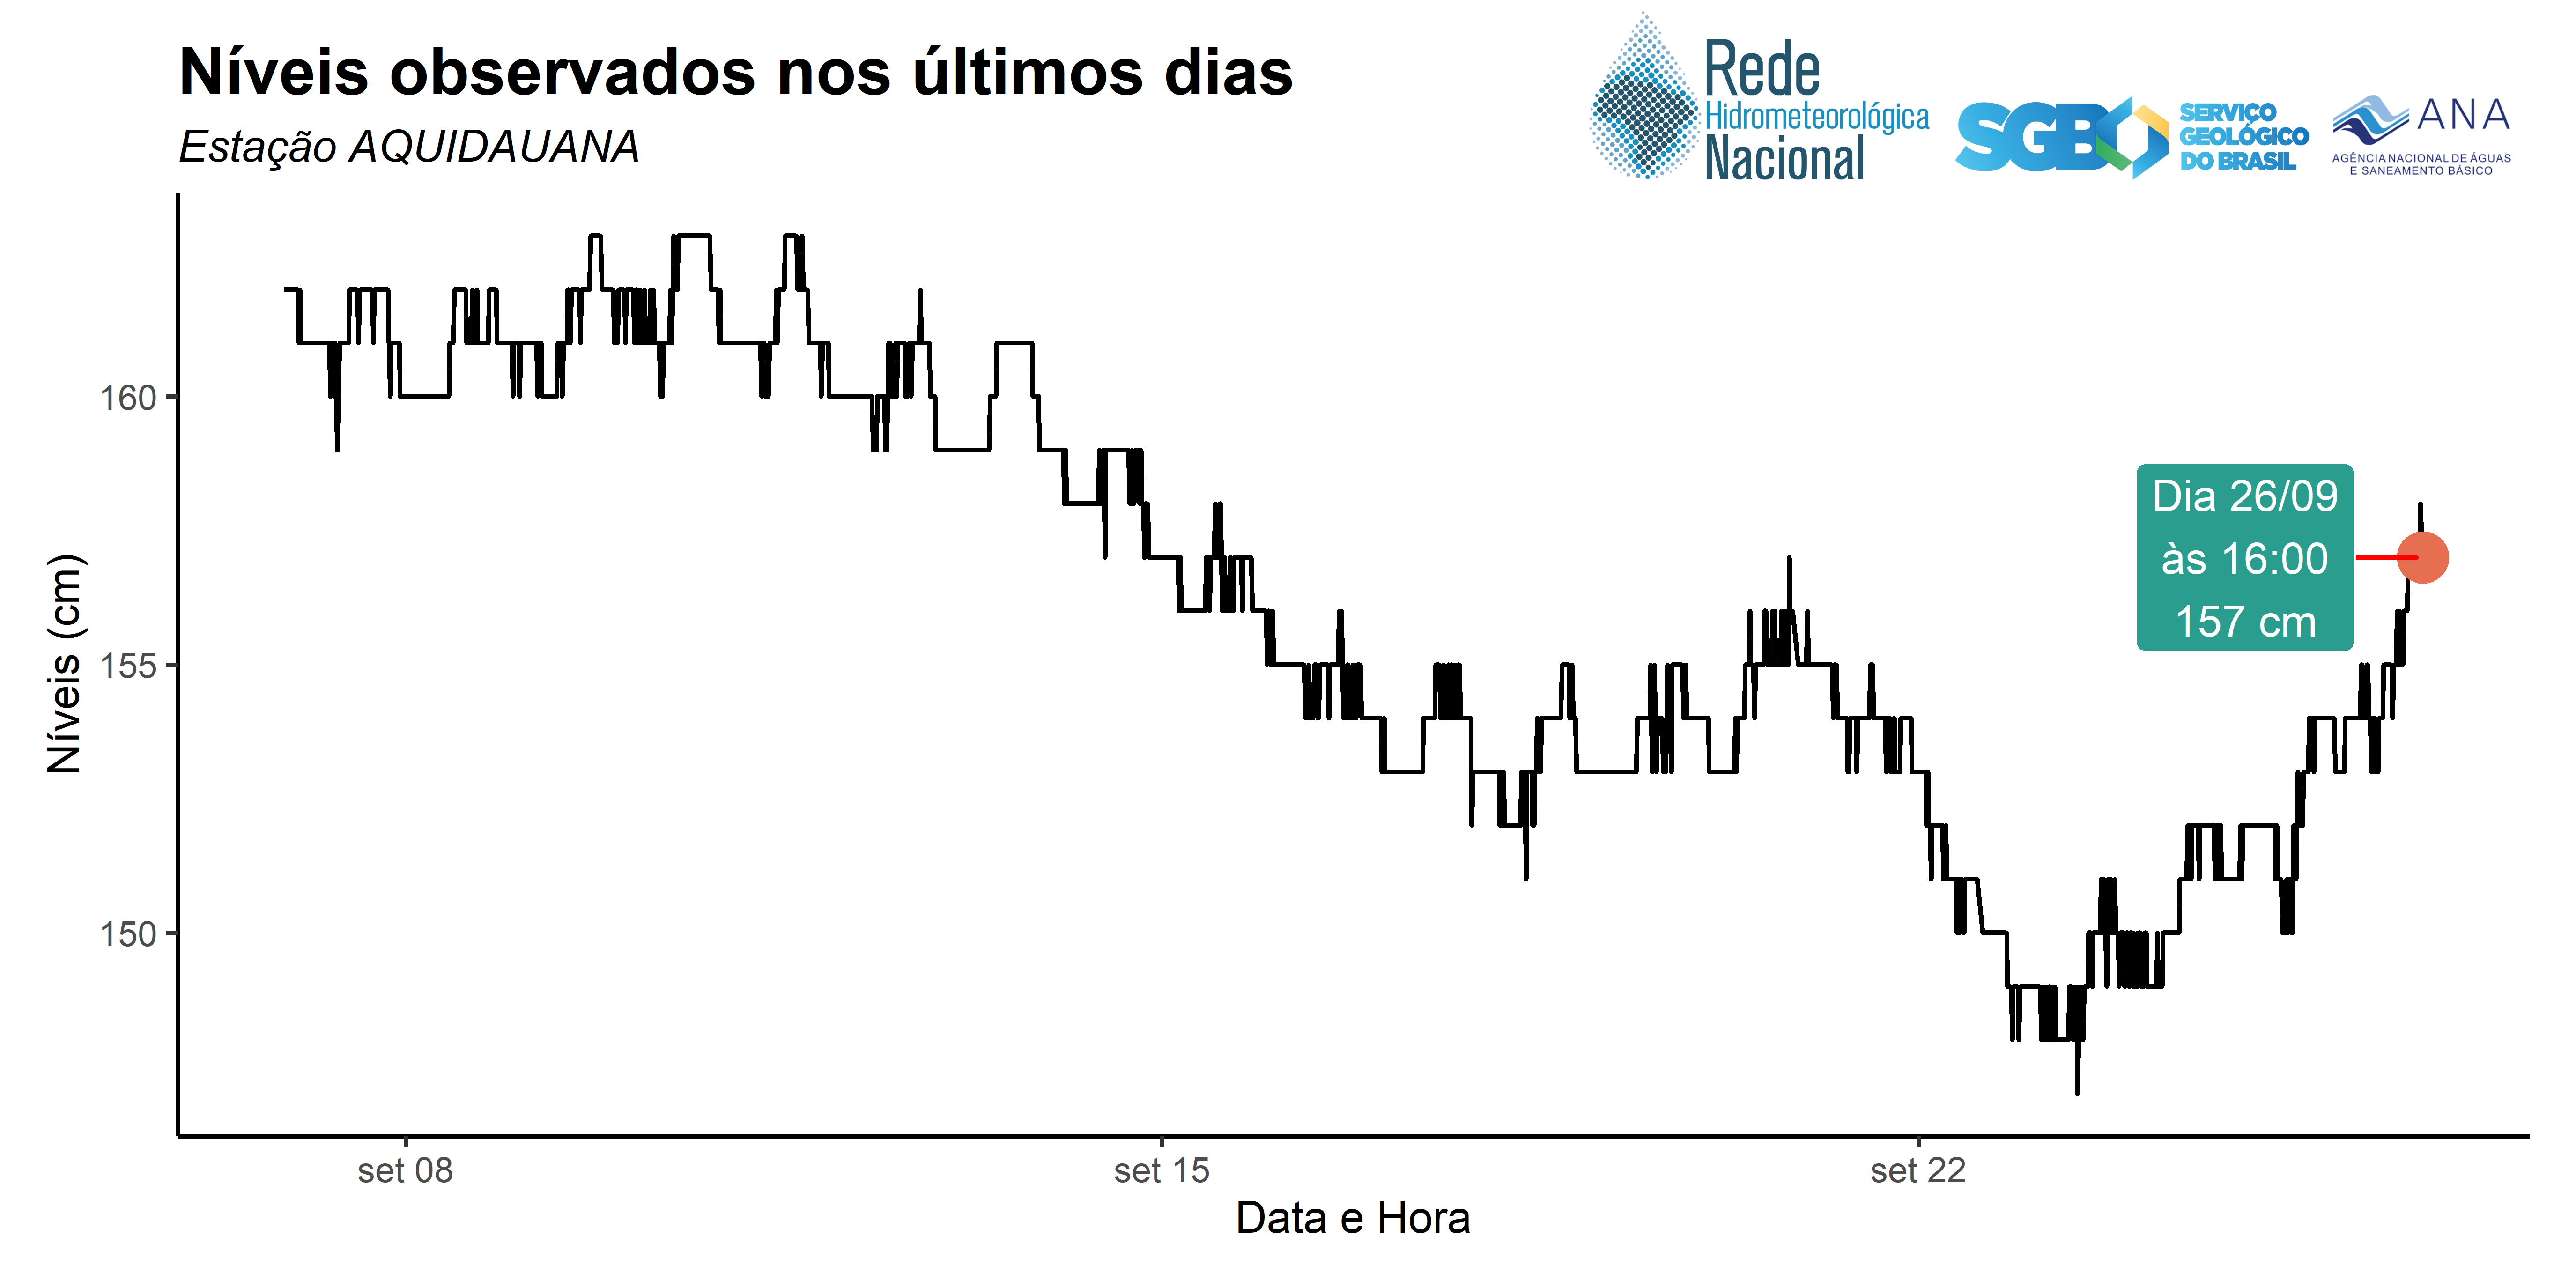 Níveis observados nos últimos dias
Estação AQUIDAUANA
Rede
Hidrometeorológica
Nacional
SGB
SERVIÇO
GEOLÓGICO
DO BRASIL
ANA
AGÊNCIA NACIONAL DE ÁGUAS
E SANEAMENTO BÁSICO
Níveis (cm)
160
155
150
Dia 26/09
às 16:00
157 cm
set 08
set 15
set 22
Data e Hora